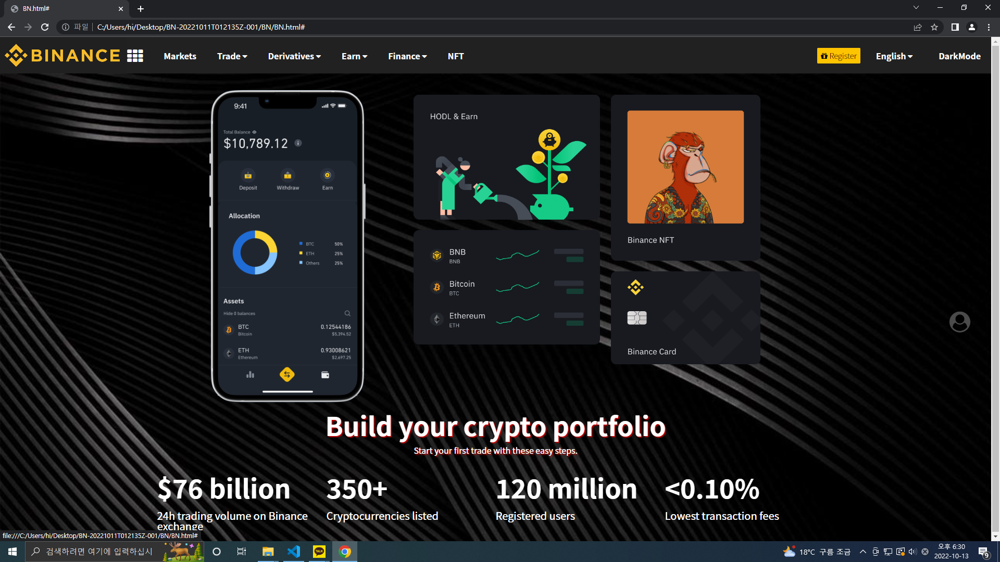 BN.html#
파일 C:/Users/hi/Desktop/BN-20221011T012135Z-001/BN/BN.html#
BINANCE Markets Trade Derivatives Earn Finance NFT Register English DarkMode
9:41
Total Balance
$10,789.12
Deposit Withdraw Earn
Allocation
BTC 50%
ETH 25%
Others 25%
Assets
Hide 0 balances
BTC 0.12544186
Bitcoin $5,394.52
ETH 0.93008621
Ethereum $2,697.25
HODL & Earn
BNB
BNB
Bitcoin
BTC
Ethereum
ETH
Binance NFT
Binance Card
Build your crypto portfolio
Start your first trade with these easy steps.
$76 billion
24h trading volume on Binance
exchange
350+
Cryptocurrencies listed
120 million
Registered users
<0.10%
Lowest transaction fees
file:///C:/Users/hi/Desktop/BN-20221011T012135Z-001/BN/BN.html#
검색하려면 여기에 입력하십시
TALK
18°C 구름 조금
오후 6:30
2022-10-13
9